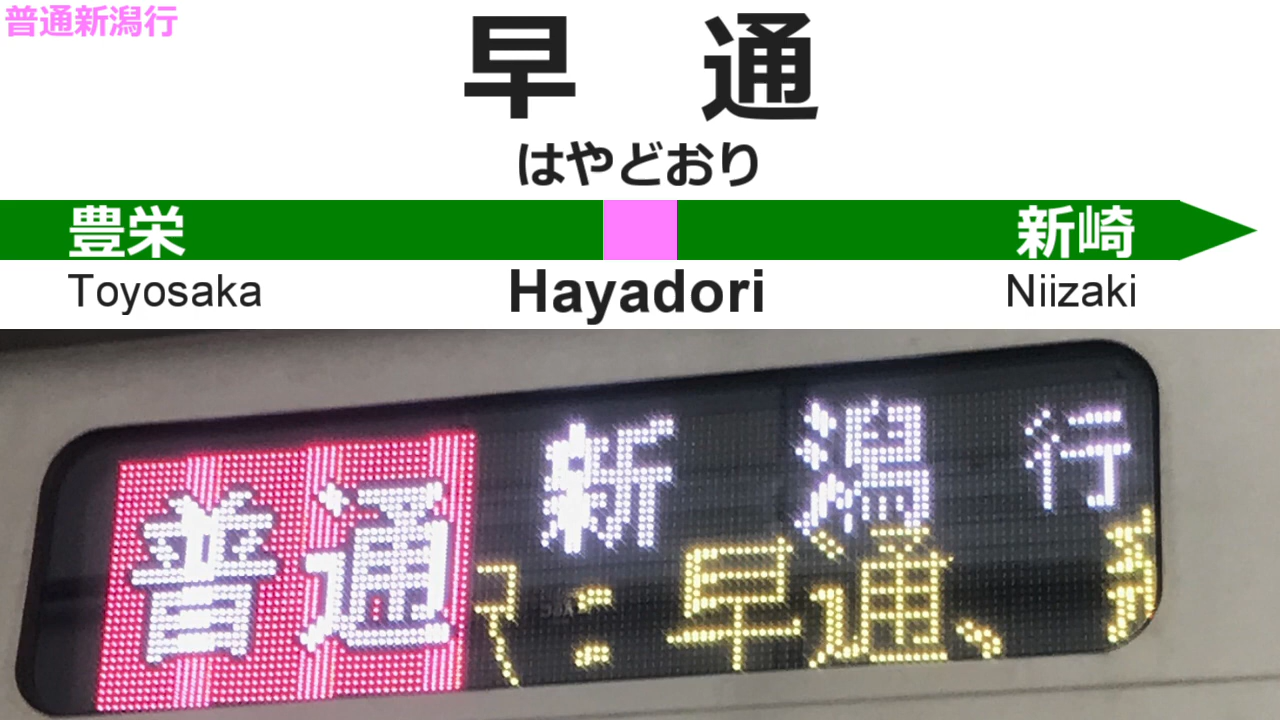 普通新潟行
早通
はやどおり
豊栄 新崎
Toyosaka Hayadori Niizaki
普通 新潟行
:早通、